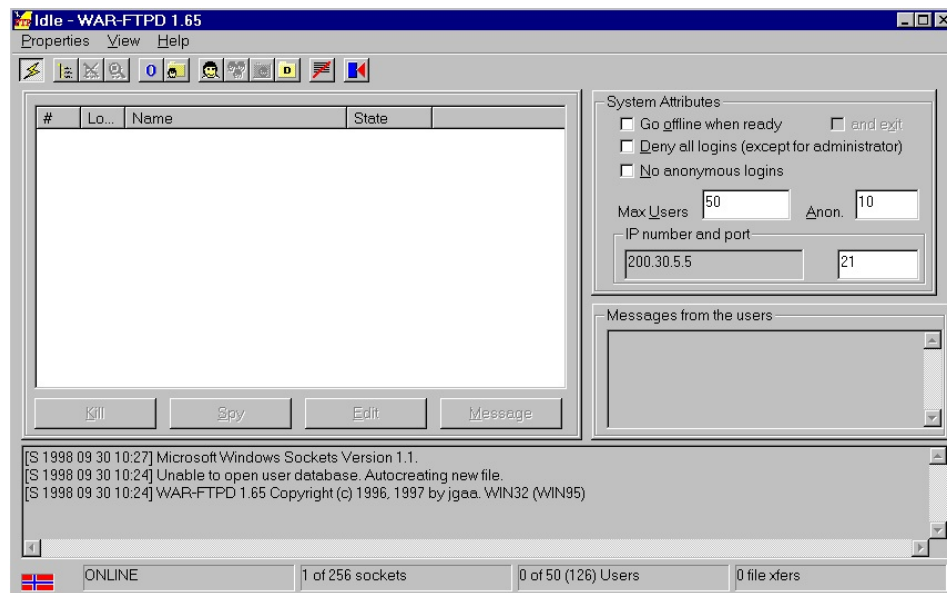 Idle - WAR-FTPD 1.65
Properties View Help
# Lo... Name State
Kill Spy Edit Message
System Attributes
Go offline when ready and exit
Deny all logins (except for administrator)
No anonymous logins
Max Users 50 Anon. 10
IP number and port
200.30.5.5 21
Messages from the users
[S 1998 09 30 10:27] Microsoft Windows Sockets Version 1.1.
[S 1998 09 30 10:24] Unable to open user database. Autocreating new file.
[S 1998 09 30 10:24] WAR-FTPD 1.65 Copyright (c) 1996, 1997 by jgaa. WIN32 (WIN95)
ONLINE 1 of 256 sockets 0 of 50 (126) Users 0 file xfers